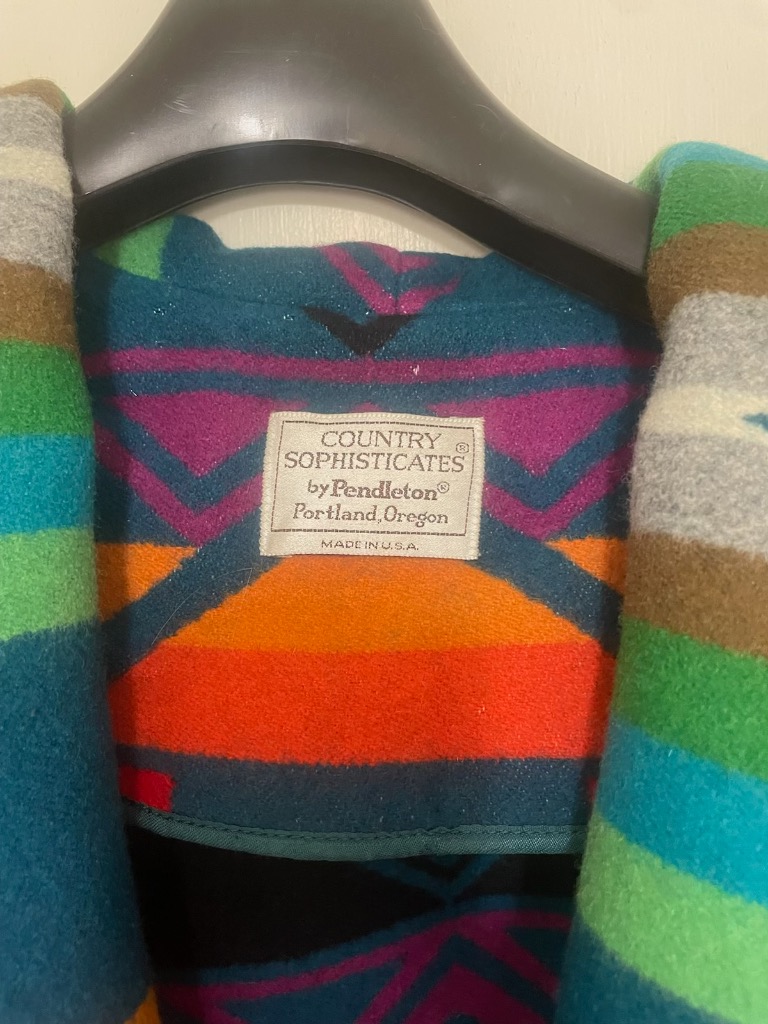 COUNTRY
SOPHISTICATES®
by Pendleton®
Portland, Oregon
MADE IN U.S.A.